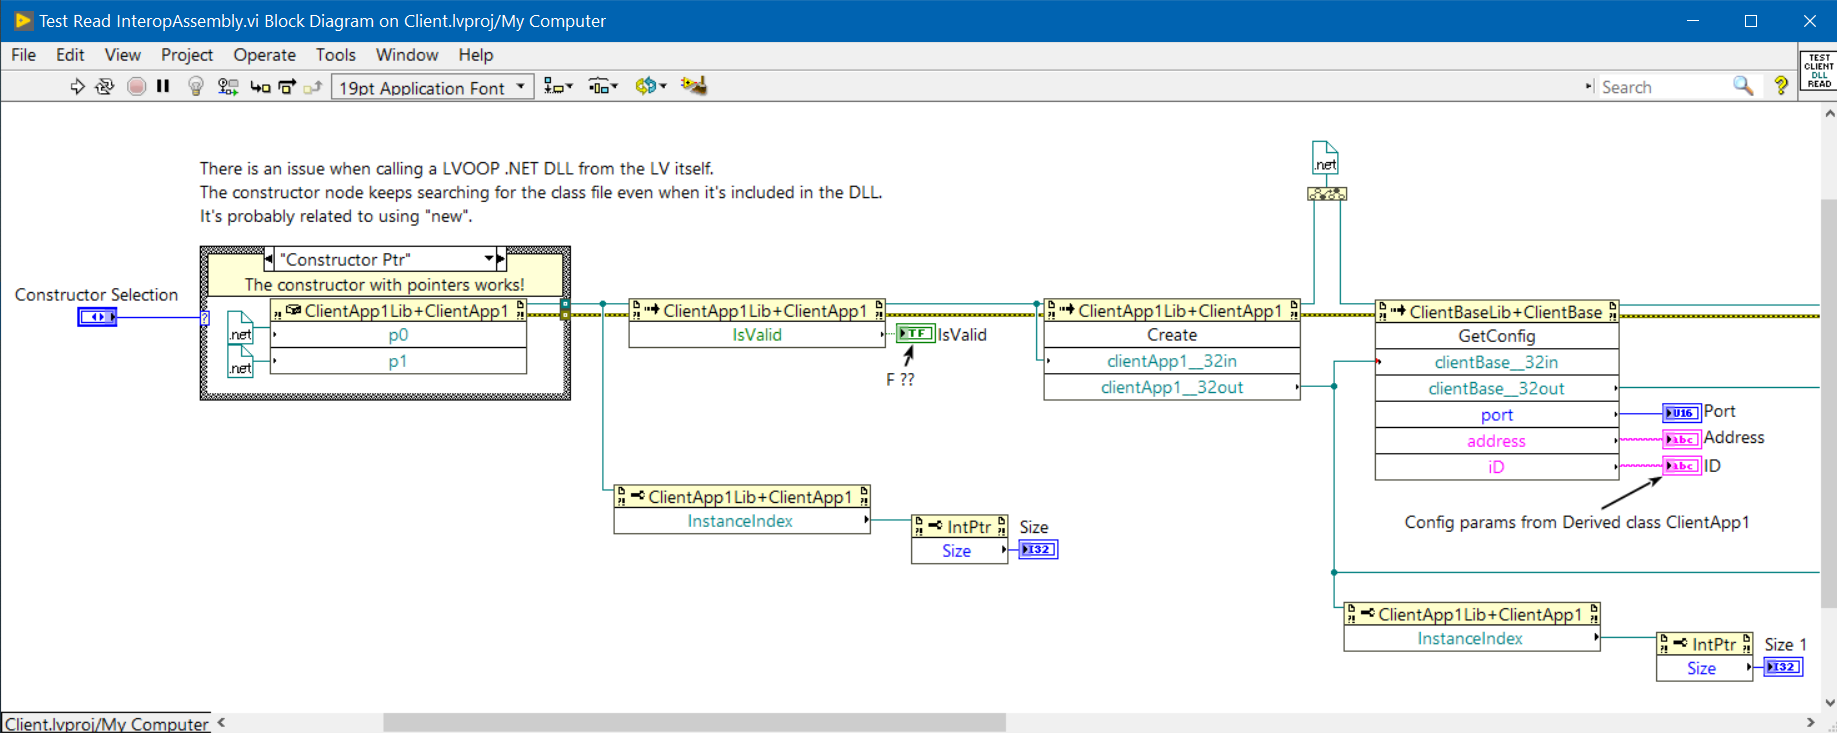 Test Read InteropAssembly.vi Block Diagram on Client.lvproj/My Computer
File Edit View Project Operate Tools Window Help
19pt Application Font
Search
TEST
CLIENT
DLL
READ
There is an issue when calling a LVOOP .NET DLL from the LV itself.
The constructor node keeps searching for the class file even when it's included in the DLL.
It's probably related to using "new".
.net
"Constructor Ptr"
The constructor with pointers works!
Constructor Selection
?
ClientApp1Lib+ClientApp1
.net
p0
.net
p1
ClientApp1Lib+ClientApp1
IsValid
TF
IsValid
F ??
ClientApp1Lib+ClientApp1
Create
clientApp1__32in
clientApp1__32out
ClientBaseLib+ClientBase
GetConfig
clientBase__32in
clientBase__32out
port
address
iD
U16
Port
abc
Address
abc
ID
Config params from Derived class ClientApp1
ClientApp1Lib+ClientApp1
InstanceIndex
IntPtr
Size
Size
I32
ClientApp1Lib+ClientApp1
InstanceIndex
IntPtr
Size
Size 1
I32
Client.lvproj/My Computer